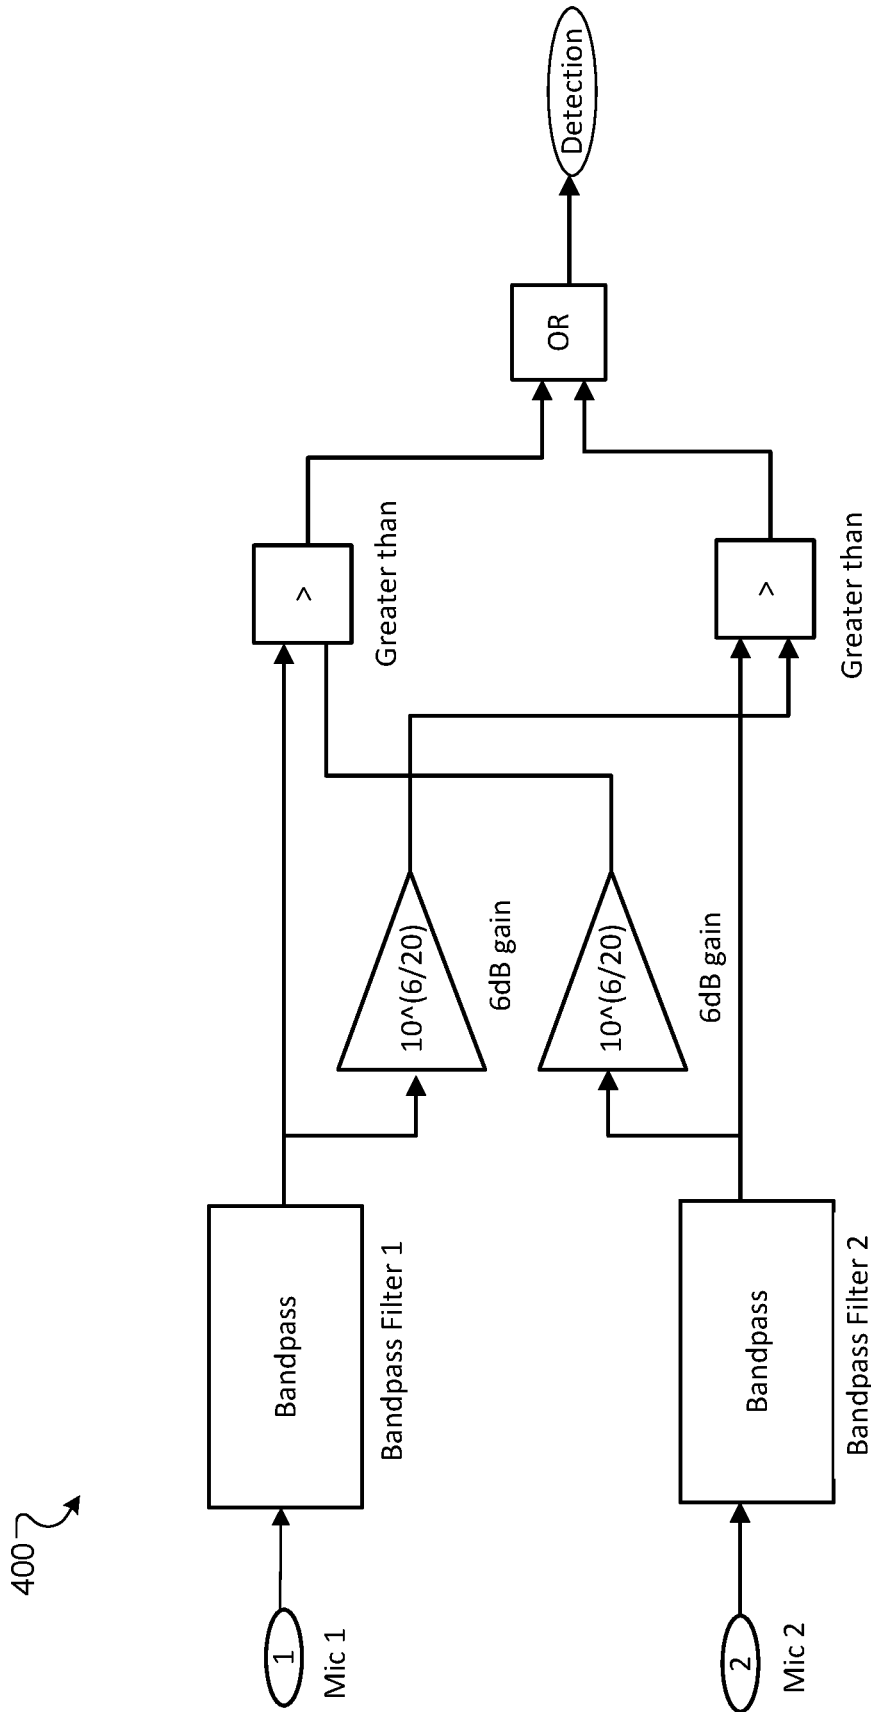 400
1
Mic 1
Bandpass
Bandpass Filter 1
10^(6/20)
6dB gain
>
Greater than
2
Mic 2
Bandpass
Bandpass Filter 2
10^(6/20)
6dB gain
>
Greater than
OR
Detection